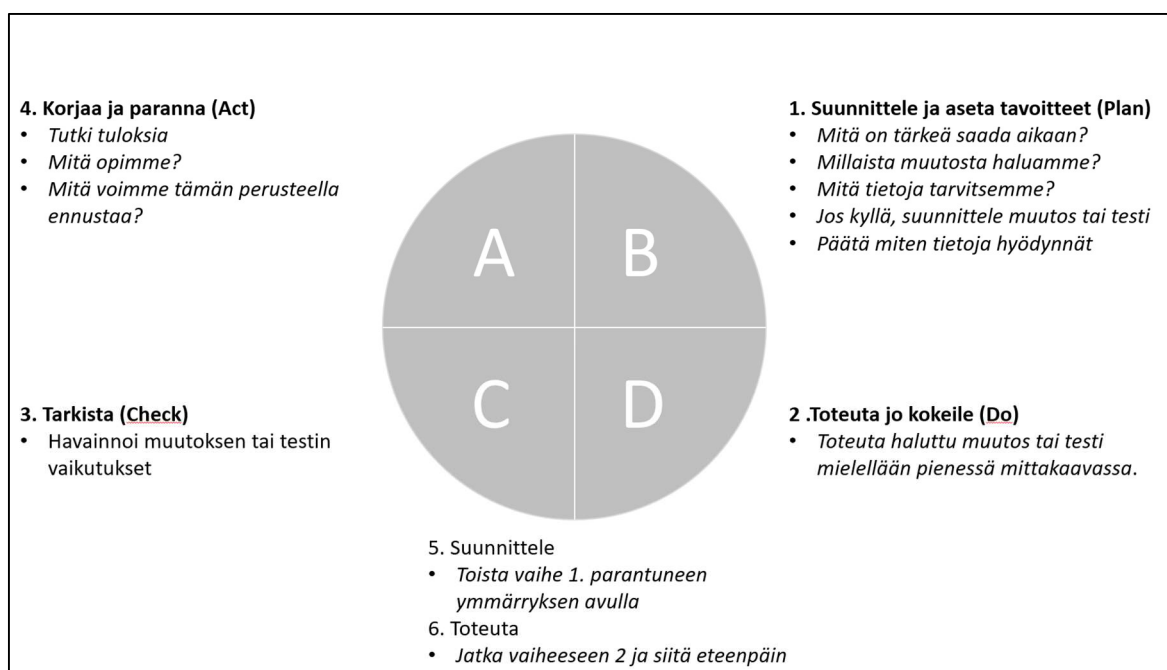 4. Korjaa ja paranna (Act)
• Tutki tuloksia
• Mitä opimme?
• Mitä voimme tämän perusteella
ennustaa?
1. Suunnittele ja aseta tavoitteet (Plan)
• Mitä on tärkeä saada aikaan?
• Millaista muutosta haluamme?
• Mitä tietoja tarvitsemme?
• Jos kyllä, suunnittele muutos tai testi
• Päätä miten tietoja hyödynnät
A
B
C
D
3. Tarkista (Check)
• Havainnoi muutoksen tai testin
vaikutukset
2 .Toteuta jo kokeile (Do)
• Toteuta haluttu muutos tai testi
mielellään pienessä mittakaavassa.
5. Suunnittele
• Toista vaihe 1. parantuneen
ymmärryksen avulla
6. Toteuta
• Jatka vaiheeseen 2 ja siitä eteenpäin